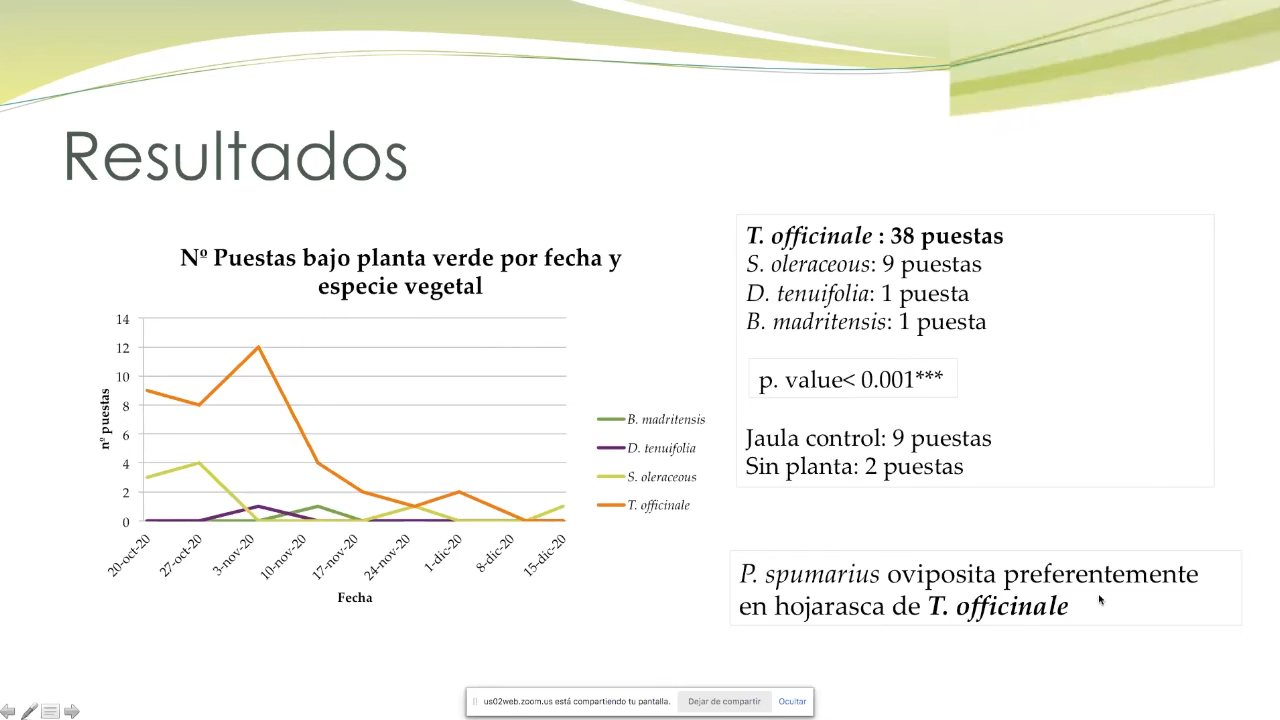 Resultados
Nº Puestas bajo planta verde por fecha y
especie vegetal
14
12
10
8
6
4
2
0
nº puestas
20-oct-20
27-oct-20
3-nov-20
10-nov-20
17-nov-20
24-nov-20
1-dic-20
8-dic-20
15-dic-20
Fecha
B. madritensis
D. tenuifolia
S. oleraceous
T. officinale
T. officinale : 38 puestas
S. oleraceous: 9 puestas
D. tenuifolia: 1 puesta
B. madritensis: 1 puesta
p. value< 0.001***
Jaula control: 9 puestas
Sin planta: 2 puestas
P. spumarius oviposita preferentemente
en hojarasca de T. officinale
us02web.zoom.us está compartiendo tu pantalla.
Dejar de compartir
Ocultar